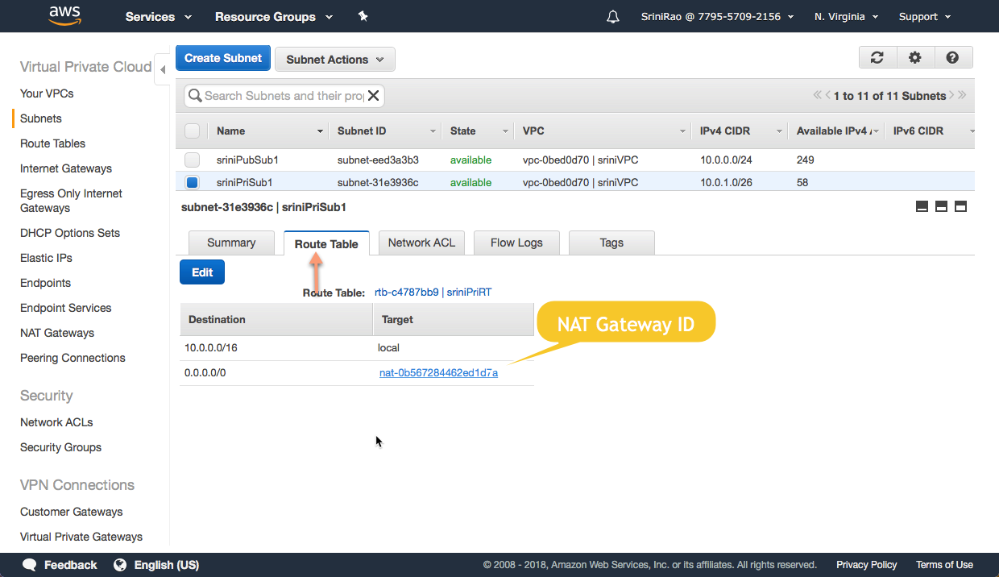 aws
Services
Resource Groups
SriniRao @ 7795-5709-2156
N. Virginia
Support
Virtual Private Cloud
Your VPCs
Subnets
Route Tables
Internet Gateways
Egress Only Internet
Gateways
DHCP Options Sets
Elastic IPs
Endpoints
Endpoint Services
NAT Gateways
Peering Connections
Security
Network ACLs
Security Groups
VPN Connections
Customer Gateways
Virtual Private Gateways
Create Subnet
Subnet Actions
Search Subnets and their pro
1 to 11 of 11 Subnets
Name Subnet ID State VPC IPv4 CIDR Available IPv4 IPv6 CIDR
sriniPubSub1 subnet-eed3a3b3 available vpc-0bed0d70 | sriniVPC 10.0.0.0/24 249
sriniPriSub1 subnet-31e3936c available vpc-0bed0d70 | sriniVPC 10.0.1.0/26 58
subnet-31e3936c | sriniPriSub1
Summary
Route Table
Network ACL
Flow Logs
Tags
Edit
Route Table: rtb-c4787bb9 | sriniPriRT
Destination Target
10.0.0.0/16 local
0.0.0.0/0 nat-0b567284462ed1d7a
NAT Gateway ID
Feedback
English (US)
© 2008 - 2018, Amazon Web Services, Inc. or its affiliates. All rights reserved.
Privacy Policy
Terms of Use